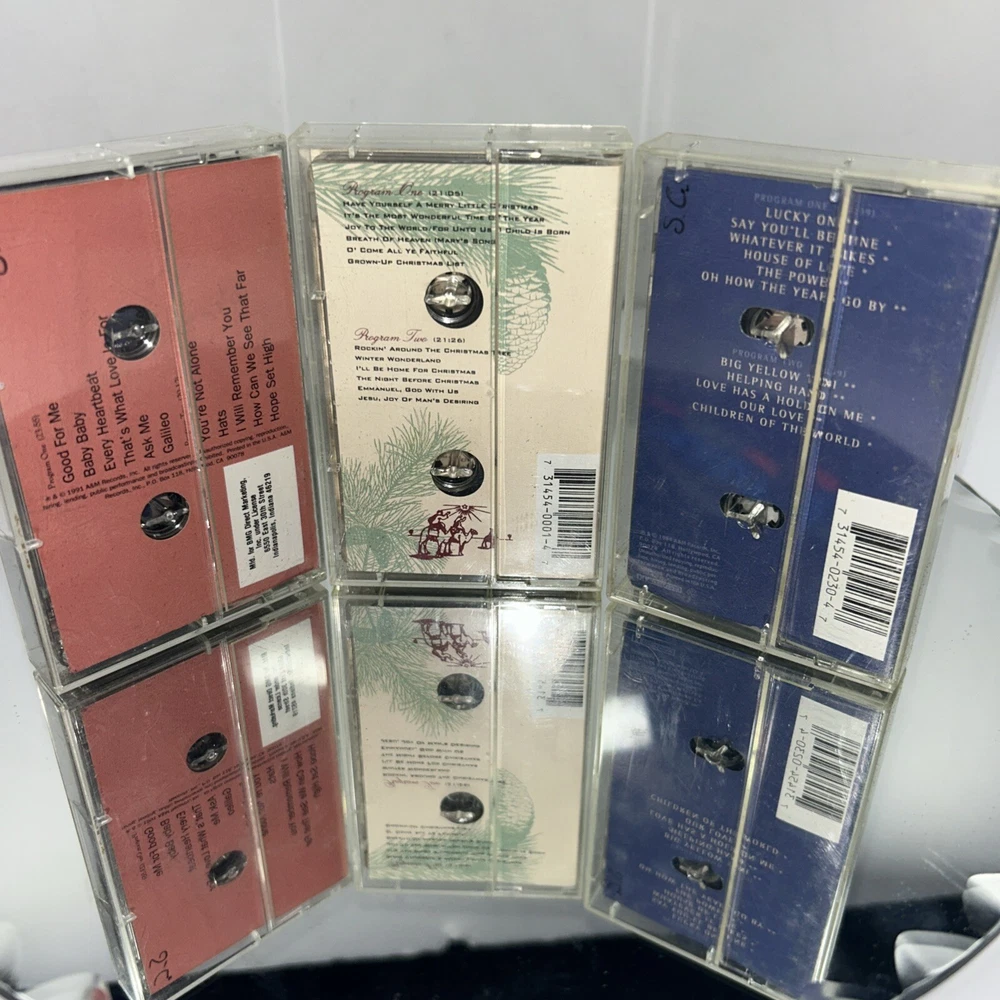 Program One
Good For Me
Baby Baby
Every Heartbeat
That's What Love For
Ask Me
Galileo
You're Not Alone
Hats
I Will Remember You
How Can We See That Far
Hope Set High
℗ & © 1991 A&M Records, Inc. All rights reserved.
Mfd. for BMG Direct Marketing,
Inc. under License
6550 East 30th Street
Indianapolis, Indiana 46219
Program One (21:05)
HAVE YOURSELF A MERRY LITTLE CHRISTMAS
IT'S THE MOST WONDERFUL TIME OF THE YEAR
JOY TO THE WORLD/FOR UNTO US A CHILD IS BORN
BREATH OF HEAVEN (MARY'S SONG
O' COME ALL YE FAITHFUL
GROWN-UP CHRISTMAS LIST
Program Two (21:26)
ROCKIN' AROUND THE CHRISTMAS TREE
WINTER WONDERLAND
I'LL BE HOME FOR CHRISTMAS
THE NIGHT BEFORE CHRISTMAS
EMMANUEL, GOD WITH US
JESU, JOY OF MAN'S DESIRING
7 31454-0001-4 7
S.C.
PROGRAM ONE
LUCKY ONE **
SAY YOU'LL BE MINE *
WHATEVER IT TAKES *
HOUSE OF LOVE *
THE POWER
OH HOW THE YEARS GO BY **
PROGRAM
BIG YELLOW TAXI **
HELPING HAND **
LOVE HAS A HOLD ON ME *
OUR LOVE
CHILDREN OF THE WORLD *
7 31454-0230-4 7